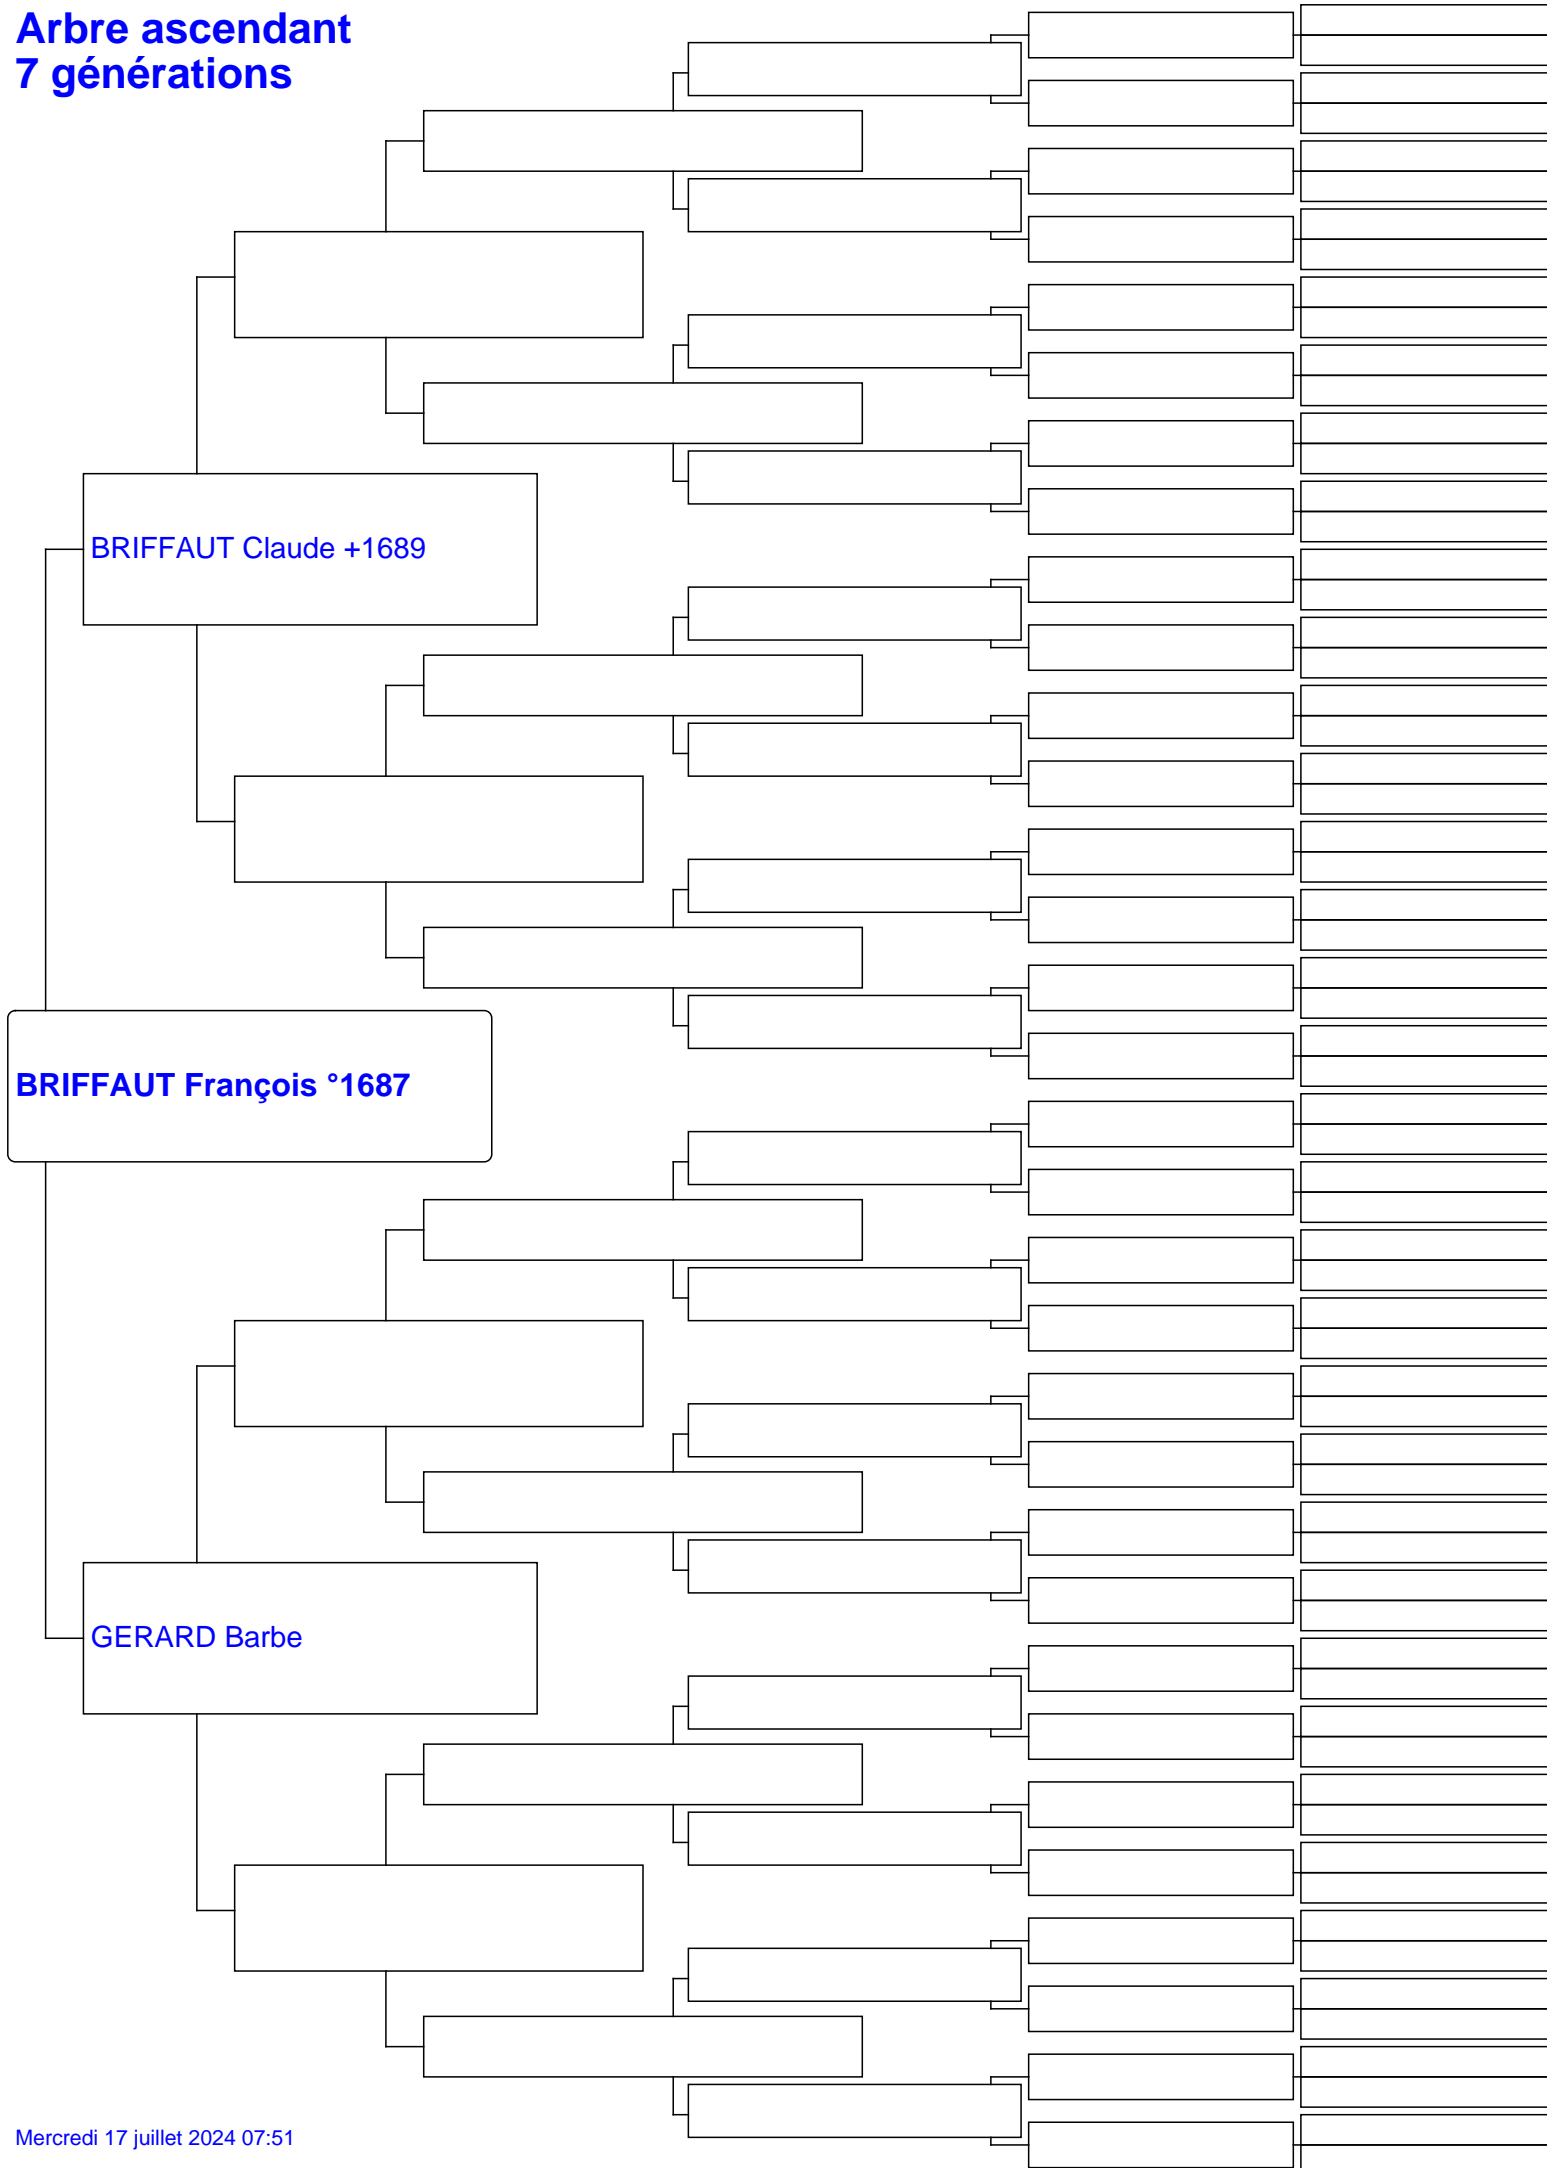 Arbre ascendant
7 générations
BRIFFAUT Claude +1689
BRIFFAUT François °1687
GERARD Barbe
Mercredi 17 juillet 2024 07:51